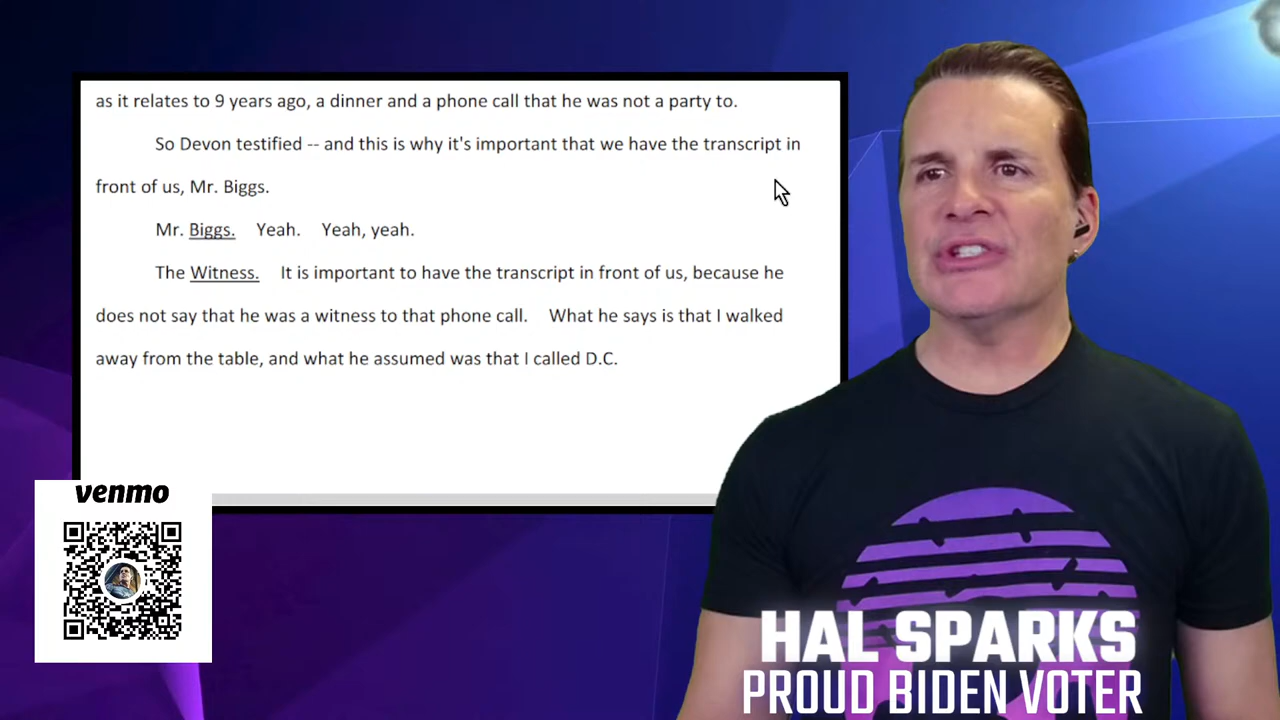 as it relates to 9 years ago, a dinner and a phone call that he was not a party to.
So Devon testified -- and this is why it's important that we have the transcript in
front of us, Mr. Biggs.
Mr. Biggs. Yeah. Yeah, yeah.
The Witness. It is important to have the transcript in front of us, because he
does not say that he was a witness to that phone call. What he says is that I walked
away from the table, and what he assumed was that I called D.C.
venmo
HAL SPARKS
PROUD BIDEN VOTER